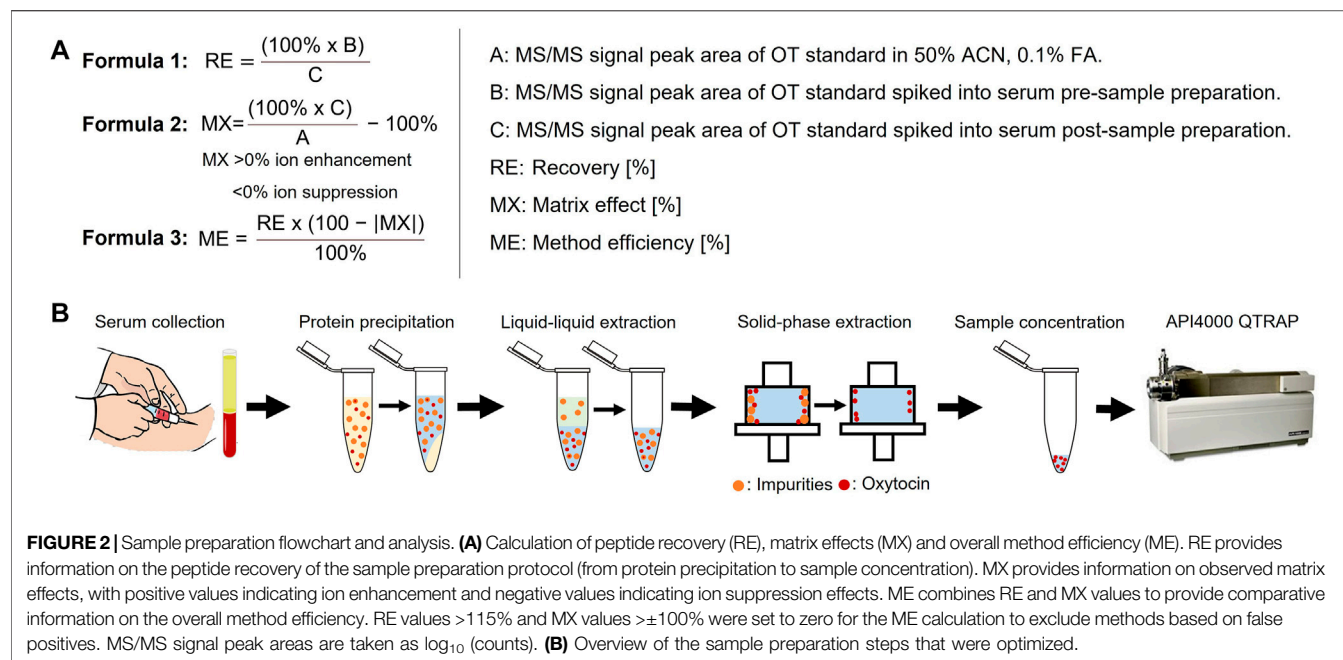 A
Formula 1: RE = (100% x B) / C
Formula 2: MX= (100% x C) / A − 100%
MX >0% ion enhancement
<0% ion suppression
Formula 3: ME = RE x (100 − |MX|) / 100%
A: MS/MS signal peak area of OT standard in 50% ACN, 0.1% FA.
B: MS/MS signal peak area of OT standard spiked into serum pre-sample preparation.
C: MS/MS signal peak area of OT standard spiked into serum post-sample preparation.
RE: Recovery [%]
MX: Matrix effect [%]
ME: Method efficiency [%]
B
Serum collection
Protein precipitation
Liquid-liquid extraction
Solid-phase extraction
Sample concentration
API4000 QTRAP
: Impurities : Oxytocin
FIGURE 2 | Sample preparation flowchart and analysis. (A) Calculation of peptide recovery (RE), matrix effects (MX) and overall method efficiency (ME). RE provides
information on the peptide recovery of the sample preparation protocol (from protein precipitation to sample concentration). MX provides information on observed matrix
effects, with positive values indicating ion enhancement and negative values indicating ion suppression effects. ME combines RE and MX values to provide comparative
information on the overall method efficiency. RE values >115% and MX values >±100% were set to zero for the ME calculation to exclude methods based on false
positives. MS/MS signal peak areas are taken as log₁₀ (counts). (B) Overview of the sample preparation steps that were optimized.